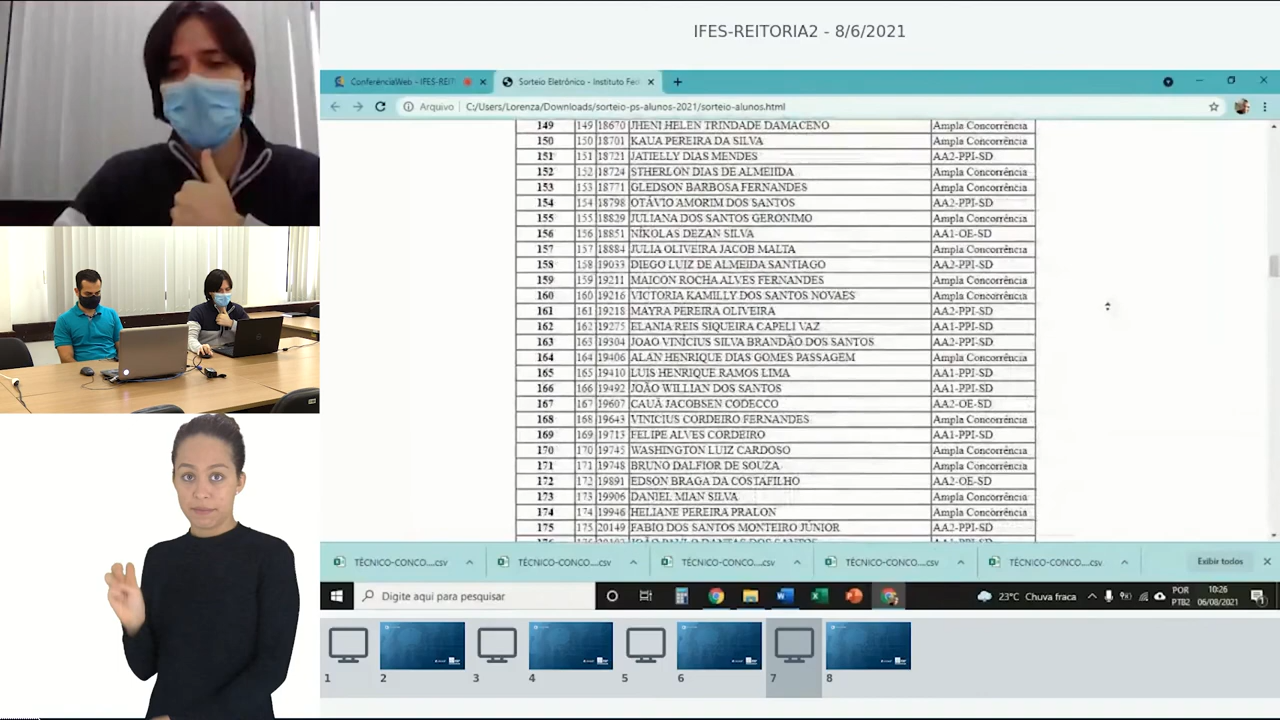 IFES-REITORIA2 - 8/6/2021
ConferênciaWeb - IFES-REIT
Sorteio Eletrônico - Instituto Fed
Arquivo | C:/Users/Lorenza/Downloads/sorteio-ps-alunos-2021/sorteio-alunos.html
149 149 18670 JHENI HELEN TRINDADE DAMACENO Ampla Concorrência
150 150 18701 KAUA PEREIRA DA SILVA Ampla Concorrência
151 151 18721 JATIELLY DIAS MENDES AA2-PPI-SD
152 152 18724 STHERLON DIAS DE ALMEIIDA Ampla Concorrência
153 153 18771 GLEDSON BARBOSA FERNANDES Ampla Concorrência
154 154 18798 OTÁVIO AMORIM DOS SANTOS AA2-PPI-SD
155 155 18829 JULIANA DOS SANTOS GERONIMO Ampla Concorrência
156 156 18851 NÍKOLAS DEZAN SILVA AA1-OE-SD
157 157 18884 JULIA OLIVEIRA JACOB MALTA Ampla Concorrência
158 158 19033 DIEGO LUIZ DE ALMEIDA SANTIAGO AA2-PPI-SD
159 159 19211 MAICON ROCHA ALVES FERNANDES Ampla Concorrência
160 160 19216 VICTORIA KAMILLY DOS SANTOS NOVAES Ampla Concorrência
161 161 19218 MAYRA PEREIRA OLIVEIRA AA2-PPI-SD
162 162 19275 ELANIA REIS SIQUEIRA CAPELI VAZ AA1-PPI-SD
163 163 19304 JOAO VINÍCIUS SILVA BRANDÃO DOS SANTOS AA2-PPI-SD
164 164 19406 ALAN HENRIQUE DIAS GOMES PASSAGEM Ampla Concorrência
165 165 19410 LUIS HENRIQUE RAMOS LIMA AA1-PPI-SD
166 166 19492 JOÃO WILLIAN DOS SANTOS AA1-PPI-SD
167 167 19607 CAUÃ JACOBSEN CODECCO AA2-OE-SD
168 168 19643 VINICIUS CORDEIRO FERNANDES Ampla Concorrência
169 169 19713 FELIPE ALVES CORDEIRO AA1-PPI-SD
170 170 19745 WASHINGTON LUIZ CARDOSO Ampla Concorrência
171 171 19748 BRUNO DALFIOR DE SOUZA Ampla Concorrência
172 172 19891 EDSON BRAGA DA COSTAFILHO AA2-OE-SD
173 173 19906 DANIEL MIAN SILVA Ampla Concorrência
174 174 19946 HELIANE PEREIRA PRALON Ampla Concorrência
175 175 20149 FABIO DOS SANTOS MONTEIRO JÚNIOR AA2-PPI-SD
TÉCNICO-CONCO....csv TÉCNICO-CONCO....csv TÉCNICO-CONCO....csv TÉCNICO-CONCO....csv TÉCNICO-CONCO....csv Exibir todos
Digite aqui para pesquisar
23°C Chuva fraca
POR
PTB2
10:26
06/08/2021
1 2 3 4 5 6 7 8